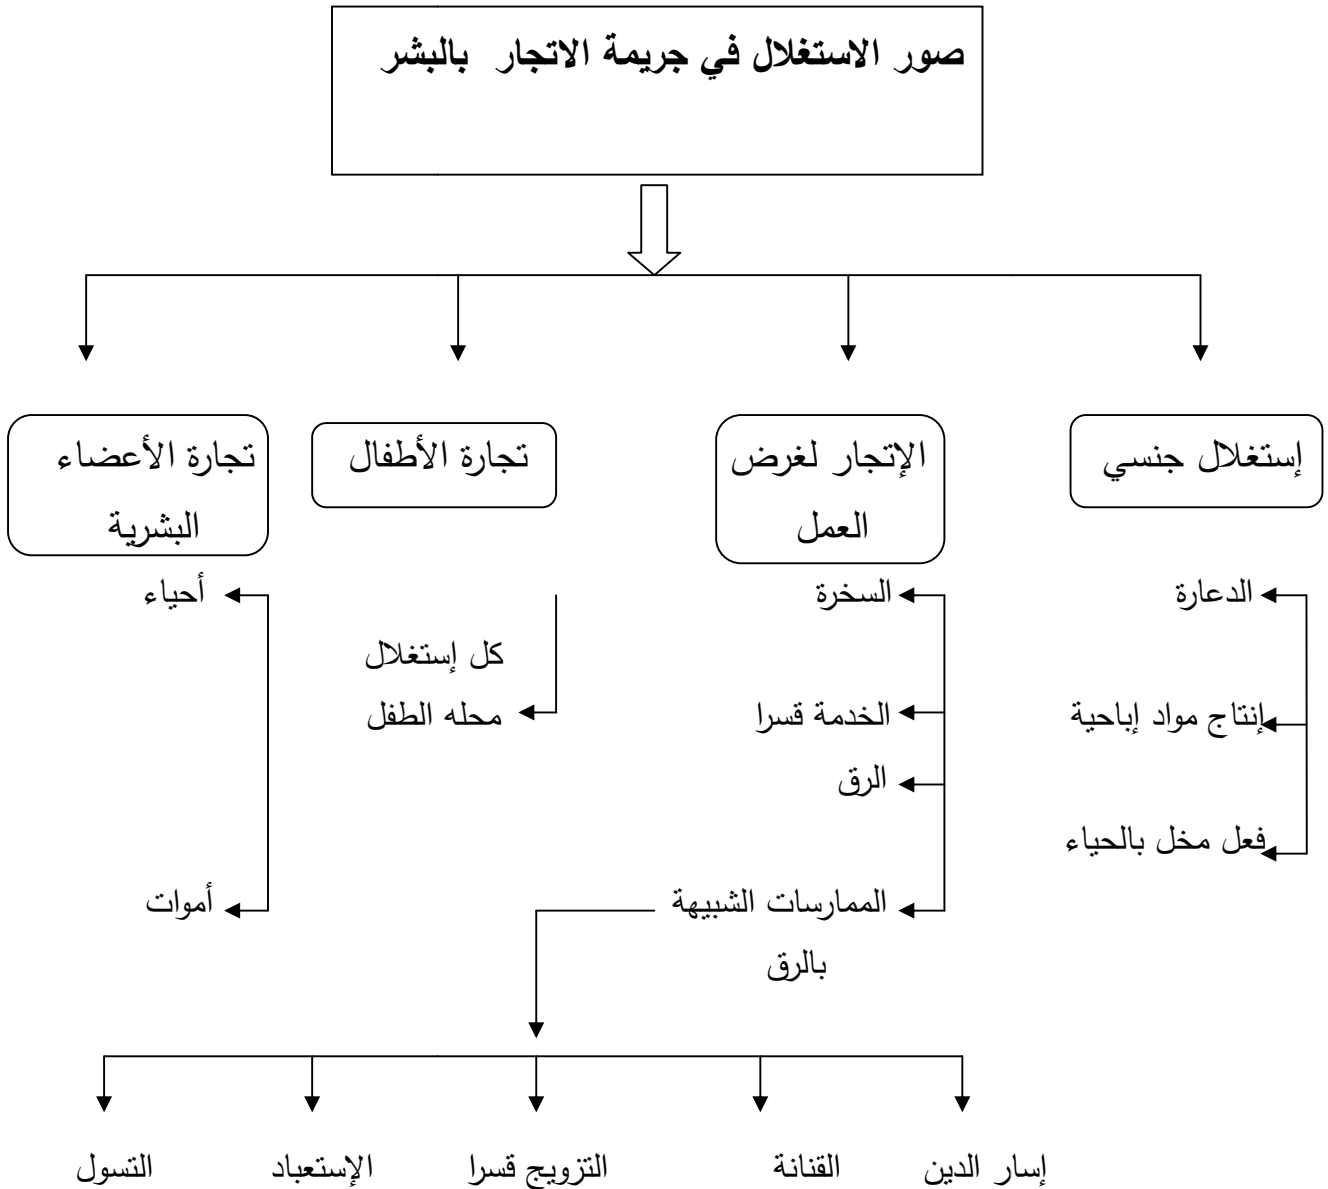 صور الاستغلال في جريمة الاتجار بالبشر
إستغلال جنسي
الإتجار لغرض
العمل
تجارة الأطفال
تجارة الأعضاء
البشرية
الدعارة
إنتاج مواد إباحية
فعل مخل بالحياء
السخرة
الخدمة قسرا
الرق
الممارسات الشبيهة
بالرق
كل إستغلال
محله الطفل
أحياء
أموات
إسار الدين
القنانة
التزويج قسرا
الإستعباد
التسول